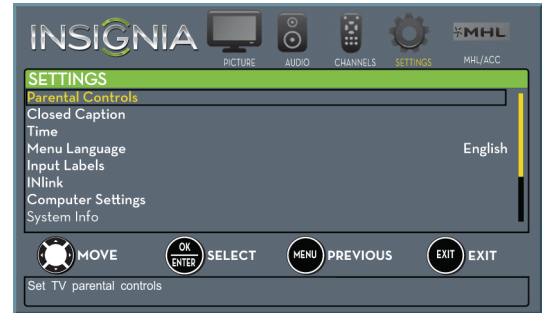 INSIGNIA
MHL
PICTURE AUDIO CHANNELS SETTINGS MHL/ACC
SETTINGS
Parental Controls
Closed Caption
Time
Menu Language English
Input Labels
INlink
Computer Settings
System Info
MOVE OK ENTER SELECT MENU PREVIOUS EXIT EXIT
Set TV parental controls